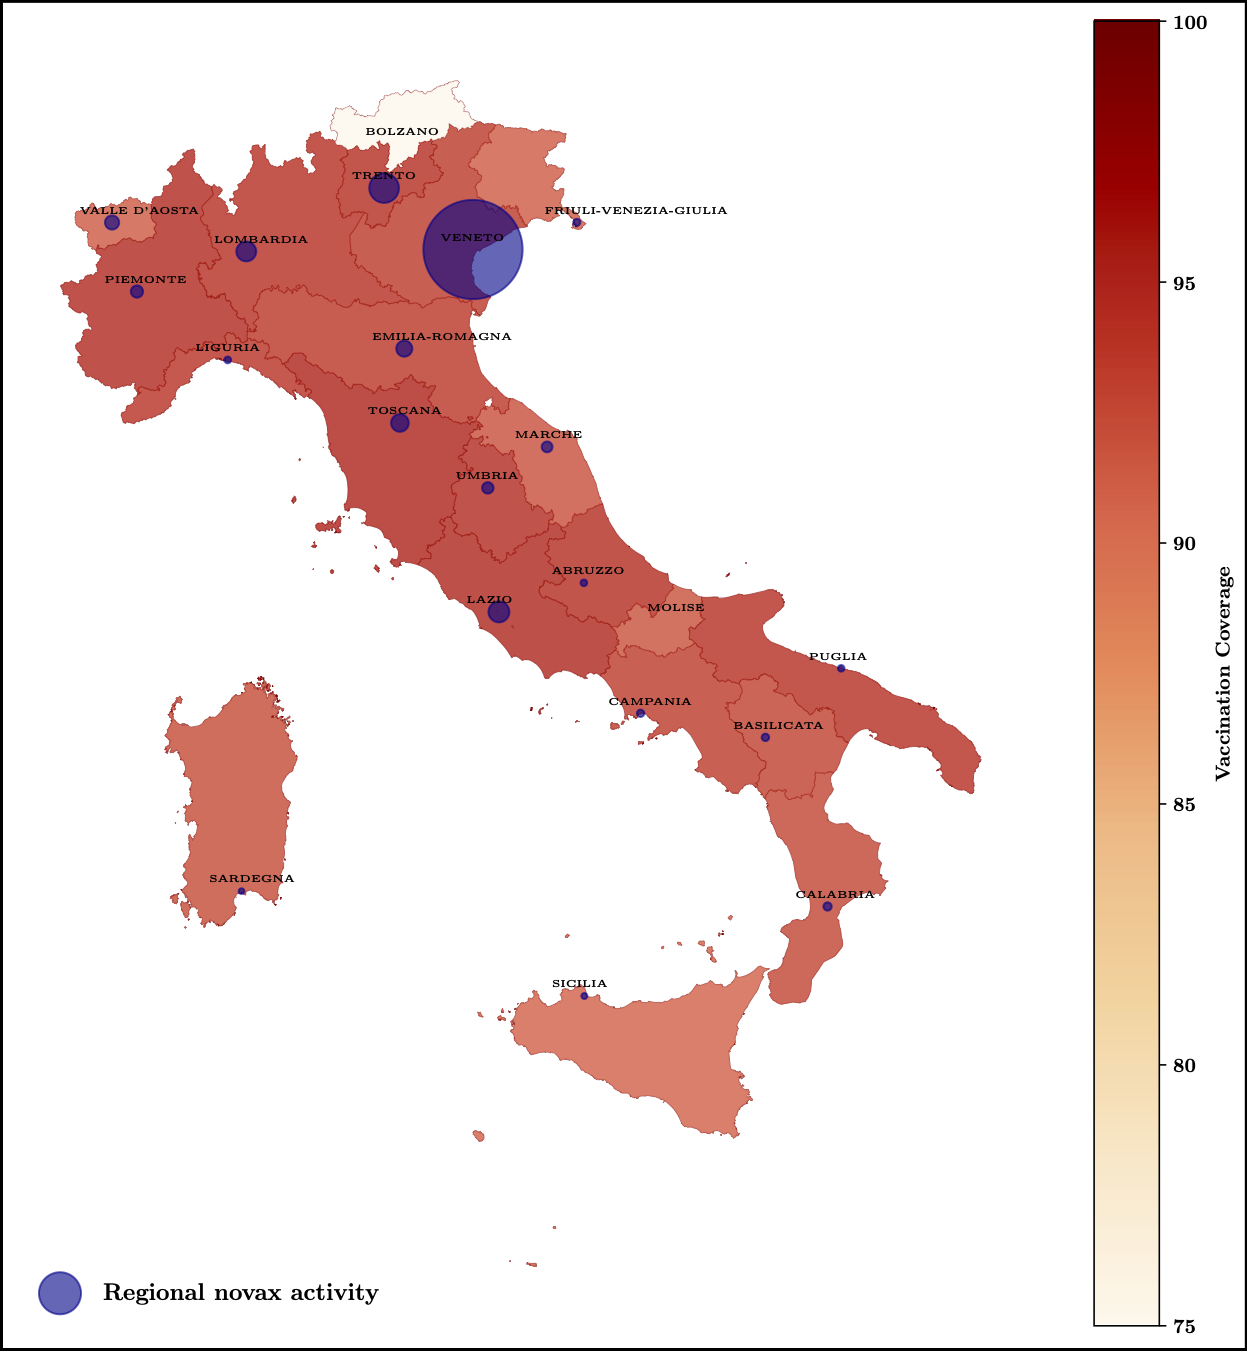 100
BOLZANO
TRENTO
VALLE D'AOSTA
FRIULI-VENEZIA-GIULIA
LOMBARDIA
VENETO
PIEMONTE
95
EMILIA-ROMAGNA
LIGURIA
TOSCANA
MARCHE
UMBRIA
90
ABRUZZO
LAZIO
MOLISE
PUGLIA
Vaccination Coverage
CAMPANIA
BASILICATA
85
SARDEGNA
CALABRIA
SICILIA
80
Regional novax activity
75